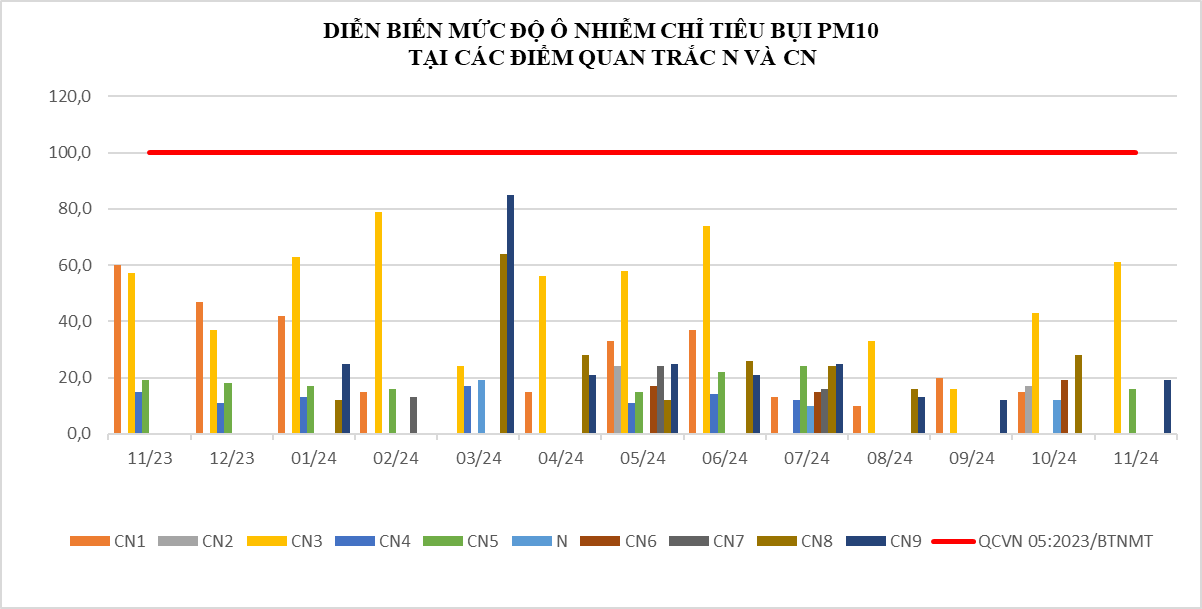 DIỄN BIẾN MỨC ĐỘ Ô NHIỄM CHỈ TIÊU BỤI PM10
TẠI CÁC ĐIỂM QUAN TRẮC N VÀ CN
120,0
100,0
80,0
60,0
40,0
20,0
0,0
11/23 12/23 01/24 02/24 03/24 04/24 05/24 06/24 07/24 08/24 09/24 10/24 11/24
CN1 CN2 CN3 CN4 CN5 N CN6 CN7 CN8 CN9 QCVN 05:2023/BTNMT